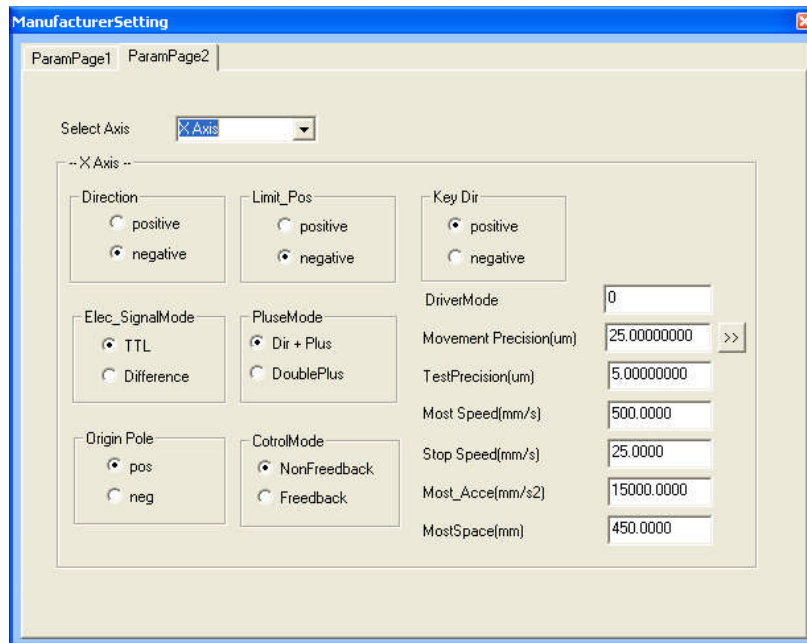 ManufacturerSetting
ParamPage1 ParamPage2
Select Axis X Axis
-- X Axis --
Direction
positive
negative
Limit_Pos
positive
negative
Key Dir
positive
negative
Elec_SignalMode
TTL
Difference
PluseMode
Dir + Plus
DoublePlus
Origin Pole
pos
neg
CotrolMode
NonFreedback
Freedback
DriverMode 0
Movement Precision(um) 25.00000000 >>
TestPrecision(um) 5.00000000
Most Speed(mm/s) 500.0000
Stop Speed(mm/s) 25.0000
Most_Acce(mm/s2) 15000.0000
MostSpace(mm) 450.0000